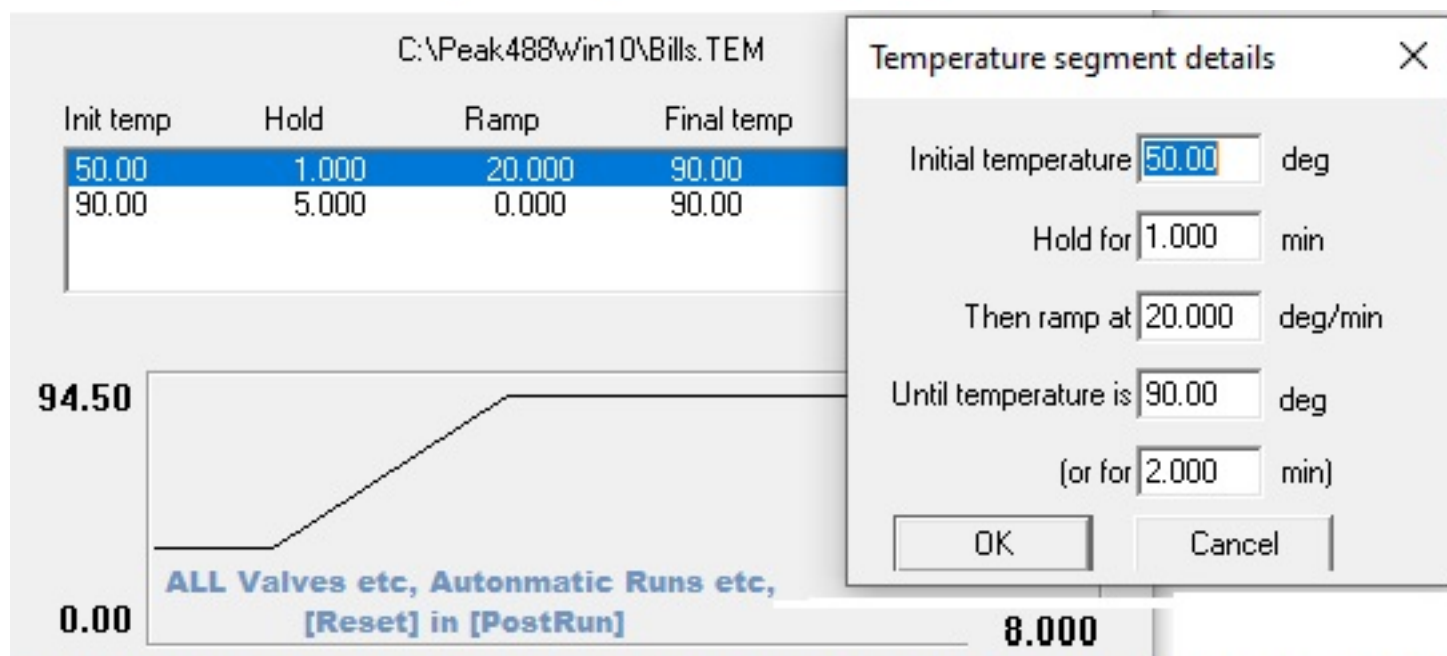 C:\Peak488Win10\Bills.TEM
Init temp Hold Ramp Final temp
50.00 1.000 20.000 90.00
90.00 5.000 0.000 90.00
94.50
0.00
8.000
ALL Valves etc, Autonmatic Runs etc,
[Reset] in [PostRun]
Temperature segment details
Initial temperature 50.00 deg
Hold for 1.000 min
Then ramp at 20.000 deg/min
Until temperature is 90.00 deg
(or for 2.000 min)
OK Cancel